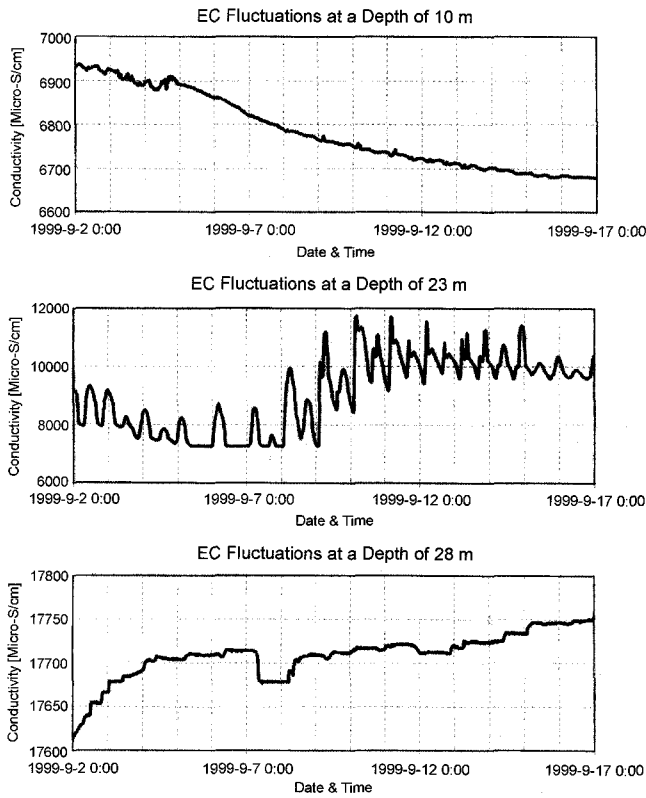 EC Fluctuations at a Depth of 10 m
Conductivity [Micro-S/cm]
7000
6900
6800
6700
6600
1999-9-2 0:00 1999-9-7 0:00 1999-9-12 0:00 1999-9-17 0:00
Date & Time
EC Fluctuations at a Depth of 23 m
Conductivity [Micro-S/cm]
12000
10000
8000
6000
1999-9-2 0:00 1999-9-7 0:00 1999-9-12 0:00 1999-9-17 0:00
Date & Time
EC Fluctuations at a Depth of 28 m
Conductivity [Micro-S/cm]
17800
17750
17700
17650
17600
1999-9-2 0:00 1999-9-7 0:00 1999-9-12 0:00 1999-9-17 0:00
Date & Time